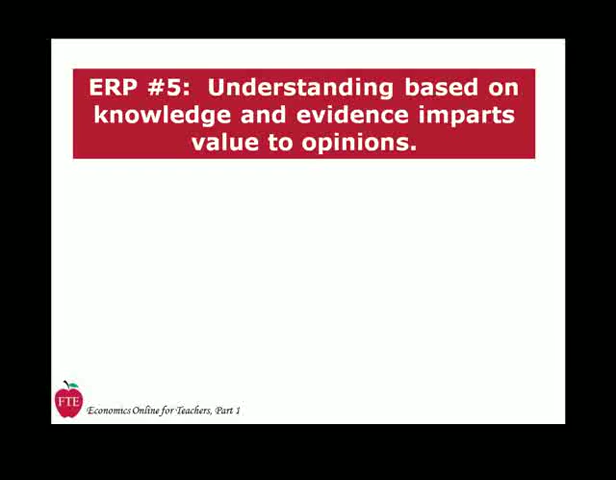 ERP #5: Understanding based on
knowledge and evidence imparts
value to opinions.
FTE
Economics Online for Teachers, Part 1